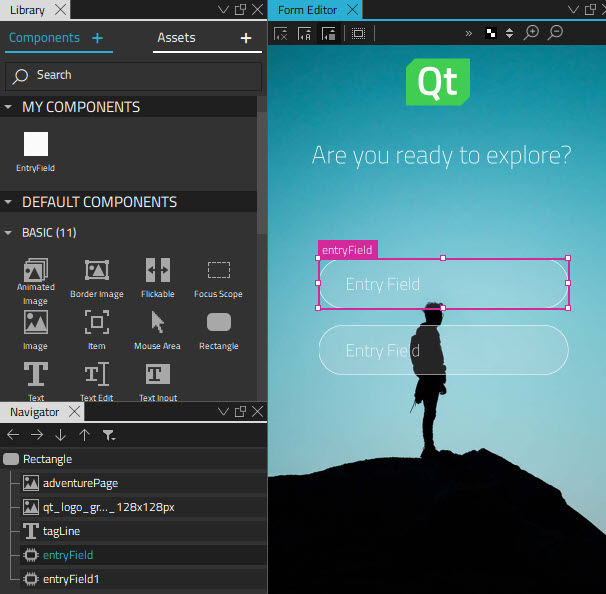 Library
Components +
Assets +
Search
MY COMPONENTS
EntryField
DEFAULT COMPONENTS
BASIC (11)
Animated Image
Border Image
Flickable
Focus Scope
Image
Item
Mouse Area
Rectangle
Text
Text Edit
Text Input
Navigator
Rectangle
adventurePage
qt_logo_gr..._128x128px
tagLine
entryField
entryField1
Form Editor
»
Qt
Are you ready to explore?
entryField
Entry Field
Entry Field